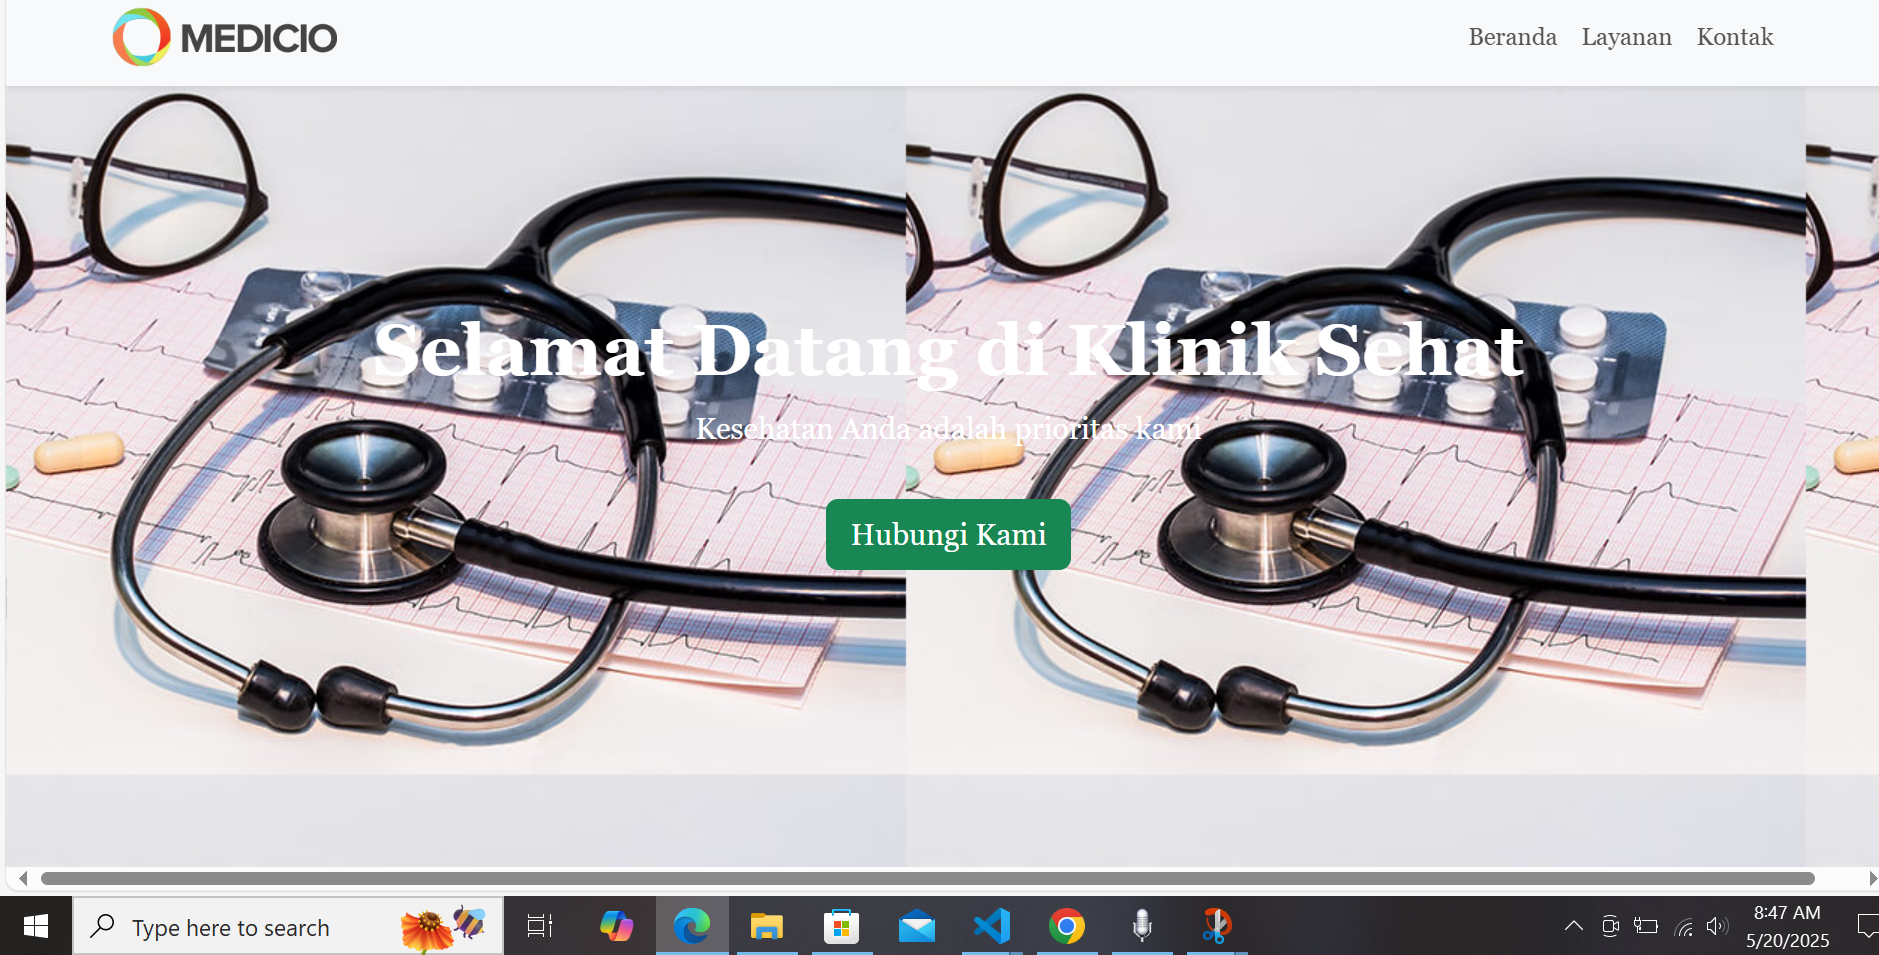 MEDICIO
Beranda Layanan Kontak
Selamat Datang di Klinik Sehat
Kesehatan Anda adalah prioritas kami
Hubungi Kami
Type here to search
8:47 AM
5/20/2025